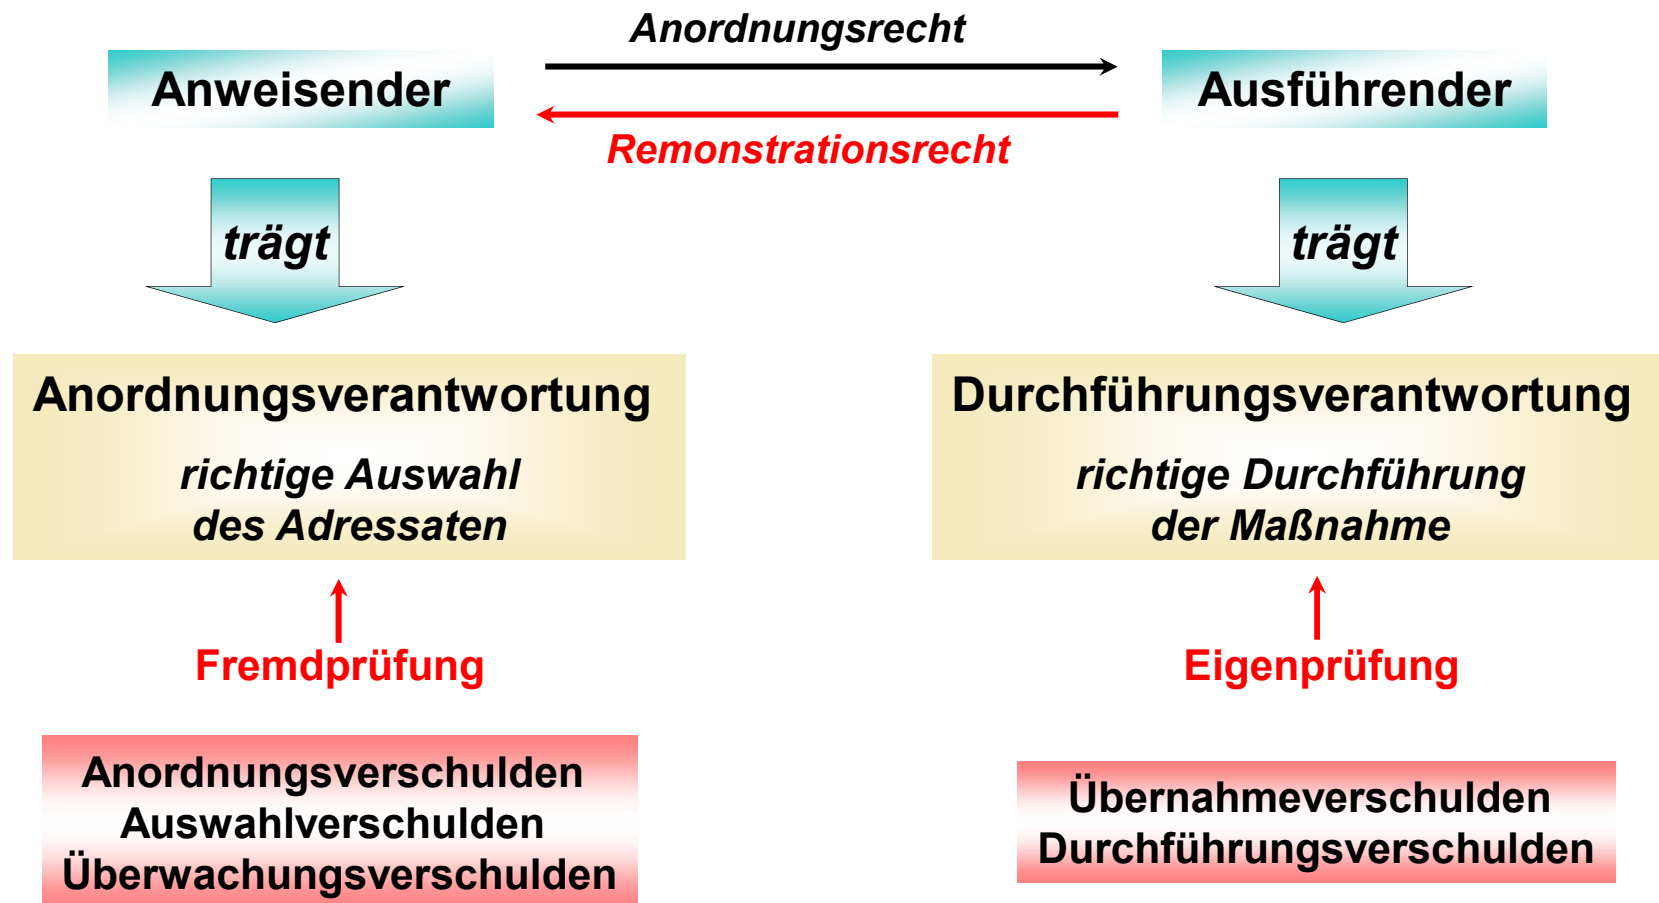 Anordnungsrecht
Anweisender
Ausführender
Remonstrationsrecht
trägt
trägt
Anordnungsverantwortung
richtige Auswahl
des Adressaten
Durchführungsverantwortung
richtige Durchführung
der Maßnahme
Fremdprüfung
Eigenprüfung
Anordnungsverschulden
Auswahlverschulden
Überwachungsverschulden
Übernahmeverschulden
Durchführungsverschulden